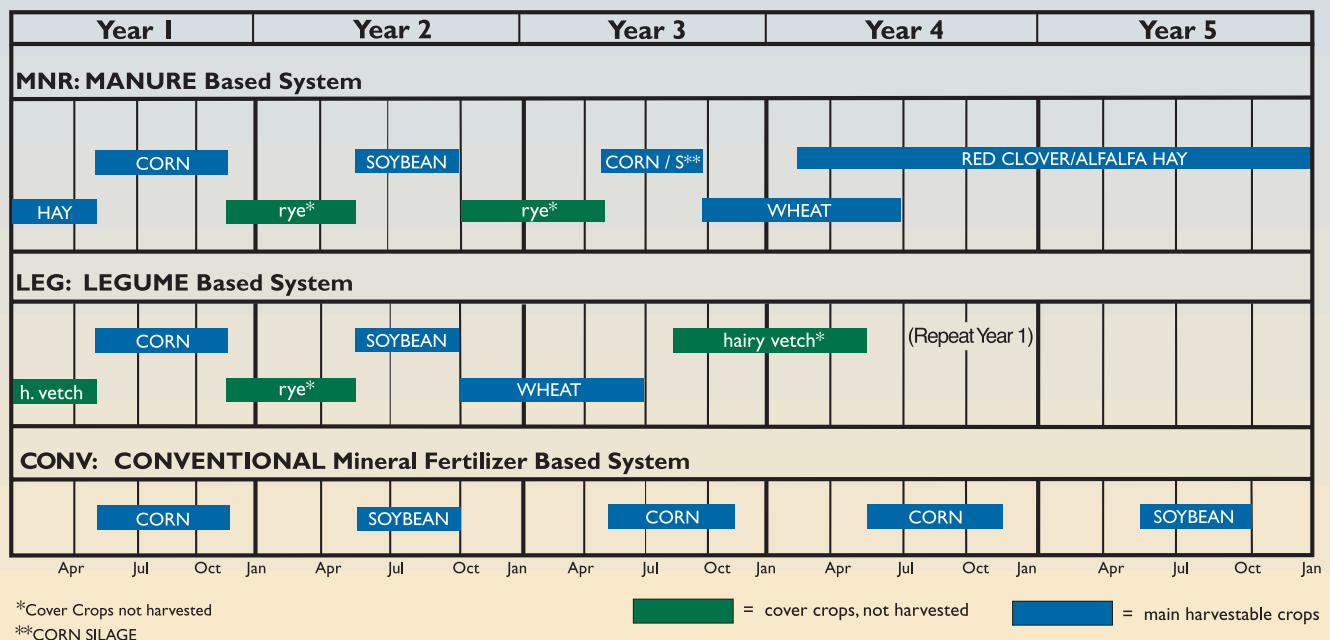 Year 1 Year 2 Year 3 Year 4 Year 5
MNR: MANURE Based System
CORN SOYBEAN CORN / S** RED CLOVER/ALFALFA HAY
HAY rye* rye* WHEAT
LEG: LEGUME Based System
CORN SOYBEAN hairy vetch* (Repeat Year 1)
h. vetch rye* WHEAT
CONV: CONVENTIONAL Mineral Fertilizer Based System
CORN SOYBEAN CORN CORN SOYBEAN
Apr Jul Oct Jan Apr Jul Oct Jan Apr Jul Oct Jan Apr Jul Oct Jan Apr Jul Oct Jan
*Cover Crops not harvested = cover crops, not harvested = main harvestable crops
**CORN SILAGE